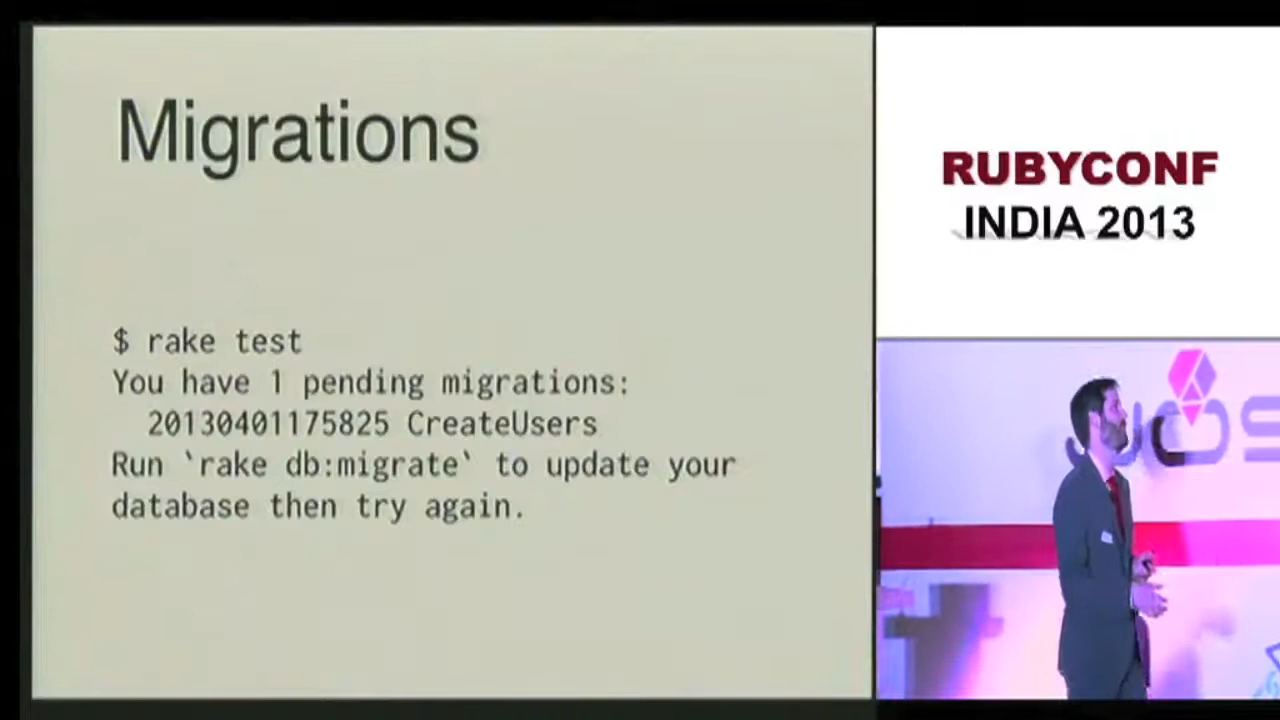 Migrations
$ rake test
You have 1 pending migrations:
20130401175825 CreateUsers
Run `rake db:migrate` to update your
database then try again.
RUBYCONF
INDIA 2013